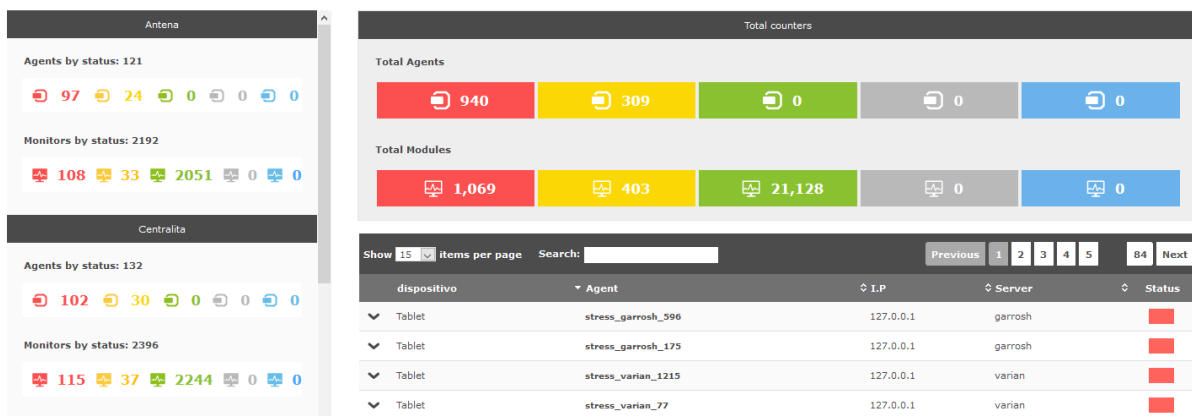 Antena
Agents by status: 121
97 24 0 0 0
Monitors by status: 2192
108 33 2051 0 0
Centralita
Agents by status: 132
102 30 0 0 0
Monitors by status: 2396
115 37 2244 0 0
Total counters
Total Agents
940 309 0 0 0
Total Modules
1,069 403 21,128 0 0
Show 15 items per page Search: Previous 1 2 3 4 5 84 Next
dispositivo Agent I.P Server Status
Tablet stress_garrosh_596 127.0.0.1 garrosh
Tablet stress_garrosh_175 127.0.0.1 garrosh
Tablet stress_varian_1215 127.0.0.1 varian
Tablet stress_varian_77 127.0.0.1 varian